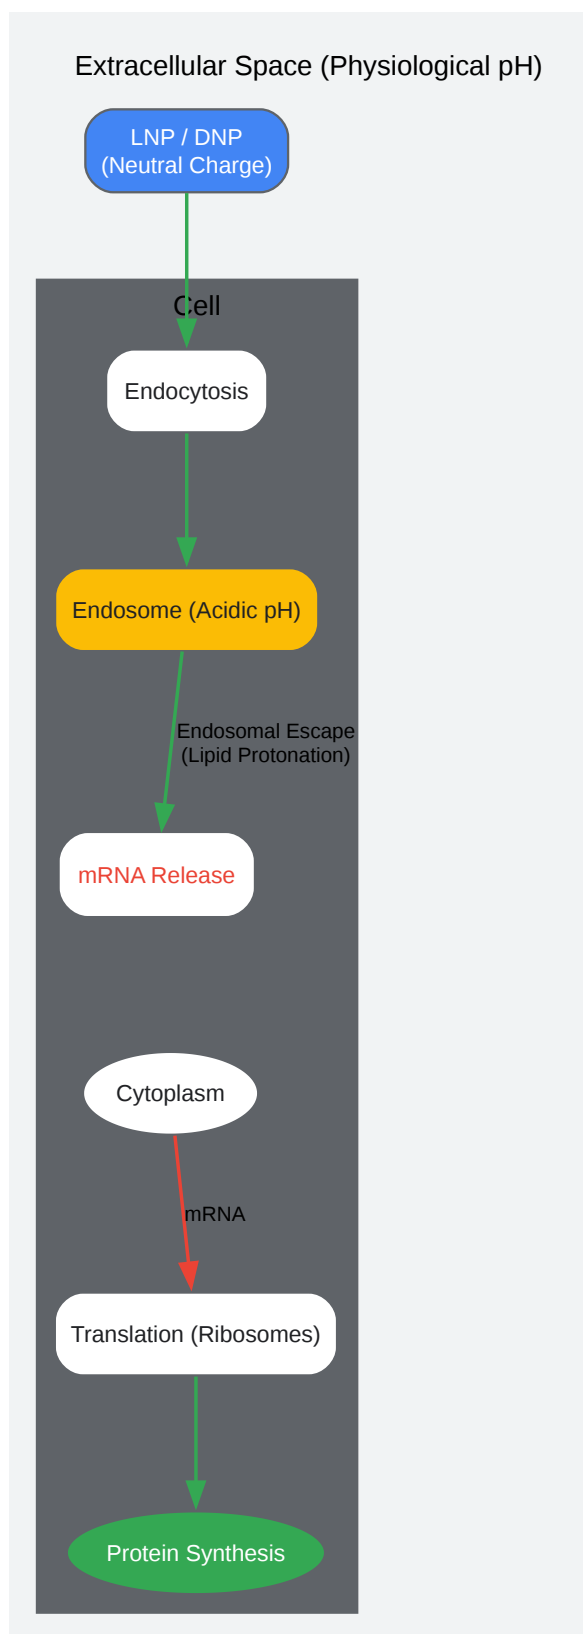 Extracellular Space (Physiological pH)
LNP / DNP
(Neutral Charge)
Cell
Endocytosis
Endosome (Acidic pH)
Endosomal Escape
(Lipid Protonation)
mRNA Release
Cytoplasm
mRNA
Translation (Ribosomes)
Protein Synthesis